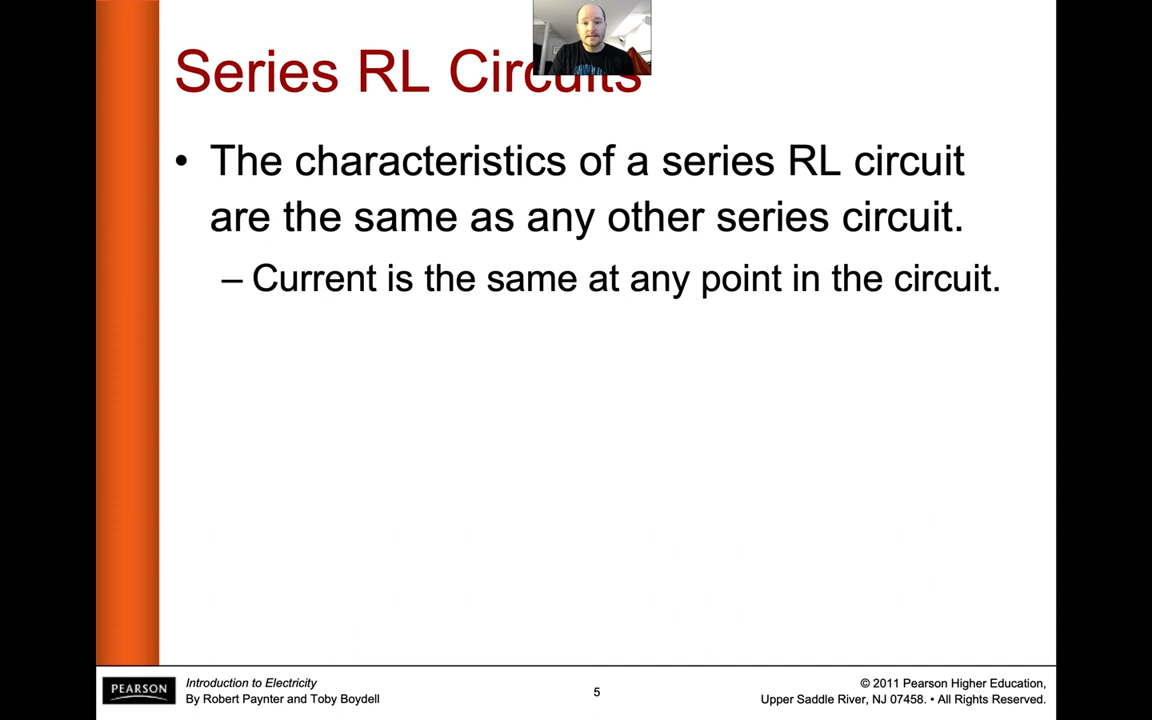 Series RL Circuits
• The characteristics of a series RL circuit
are the same as any other series circuit.
– Current is the same at any point in the circuit.
PEARSON
Introduction to Electricity
By Robert Paynter and Toby Boydell
5
© 2011 Pearson Higher Education,
Upper Saddle River, NJ 07458. • All Rights Reserved.